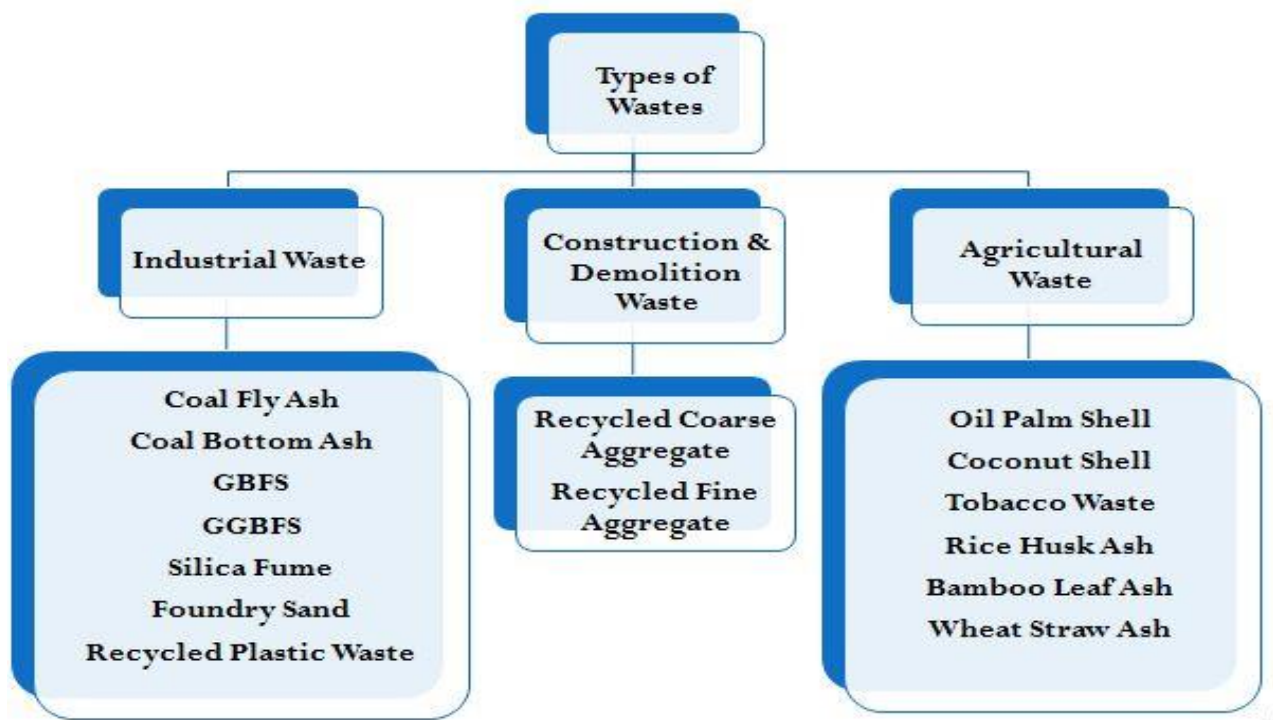 Types of
Wastes
Industrial Waste
Construction &
Demolition
Waste
Agricultural
Waste
Coal Fly Ash
Coal Bottom Ash
GBFS
GGBFS
Silica Fume
Foundry Sand
Recycled Plastic Waste
Recycled Coarse
Aggregate
Recycled Fine
Aggregate
Oil Palm Shell
Coconut Shell
Tobacco Waste
Rice Husk Ash
Bamboo Leaf Ash
Wheat Straw Ash